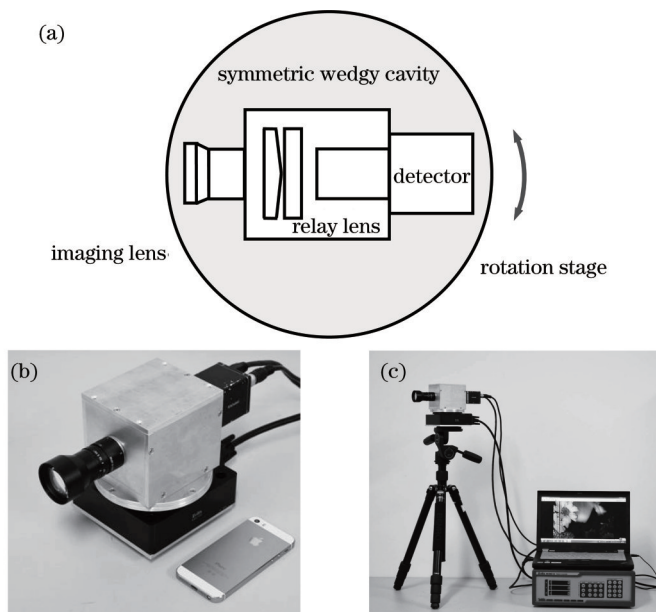 (a)
symmetric wedgy cavity
detector
relay lens
imaging lens
rotation stage
(b)
(c)